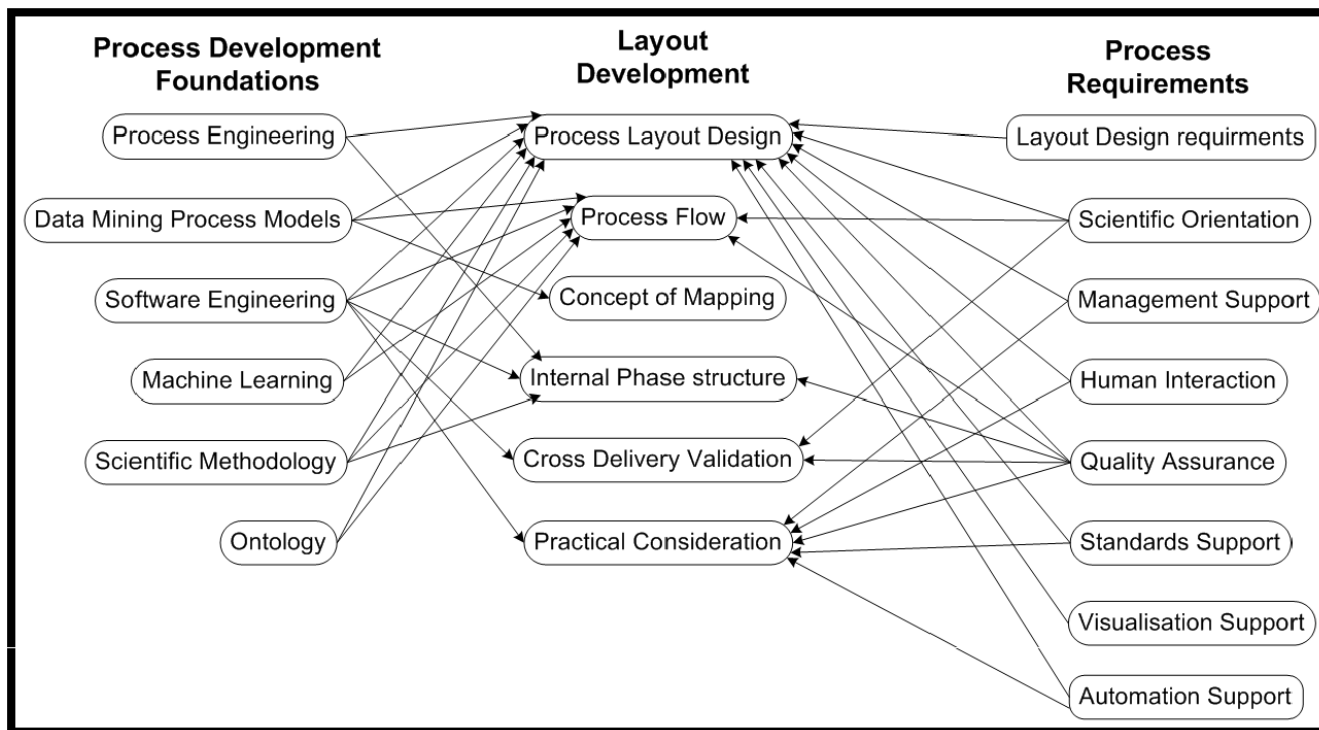 Process Development
Foundations
Process Engineering
Data Mining Process Models
Software Engineering
Machine Learning
Scientific Methodology
Ontology
Layout
Development
Process Layout Design
Process Flow
Concept of Mapping
Internal Phase structure
Cross Delivery Validation
Practical Consideration
Process
Requirements
Layout Design requirments
Scientific Orientation
Management Support
Human Interaction
Quality Assurance
Standards Support
Visualisation Support
Automation Support